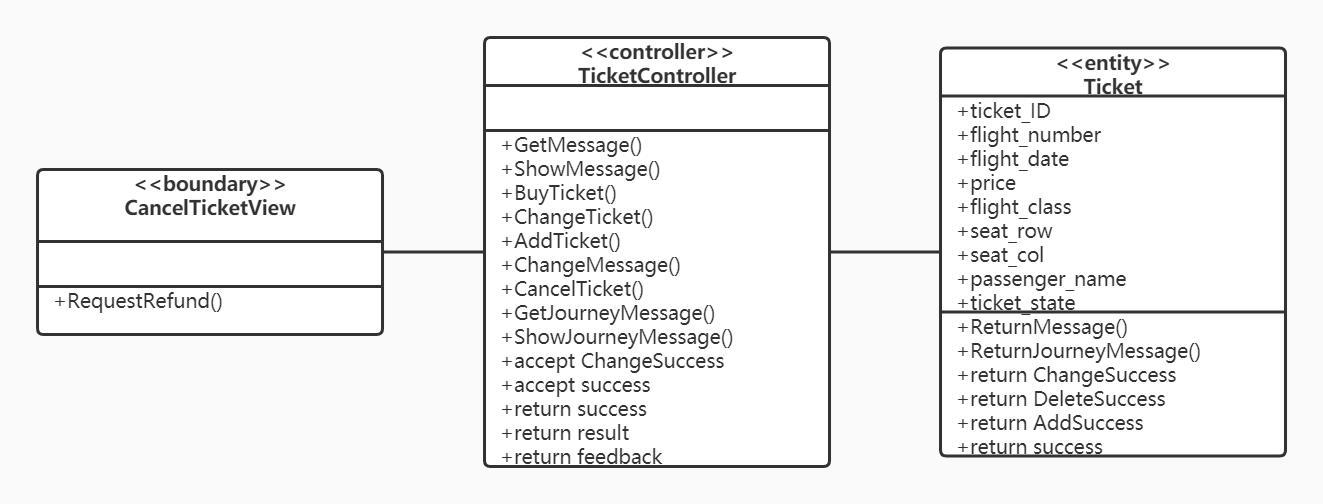 <<boundary>>
CancelTicketView
+RequestRefund()
<<controller>>
TicketController
+GetMessage()
+ShowMessage()
+BuyTicket()
+ChangeTicket()
+AddTicket()
+ChangeMessage()
+CancelTicket()
+GetJourneyMessage()
+ShowJourneyMessage()
+accept ChangeSuccess
+accept success
+return success
+return result
+return feedback
<<entity>>
Ticket
+ticket_ID
+flight_number
+flight_date
+price
+flight_class
+seat_row
+seat_col
+passenger_name
+ticket_state
+ReturnMessage()
+ReturnJourneyMessage()
+return ChangeSuccess
+return DeleteSuccess
+return AddSuccess
+return success